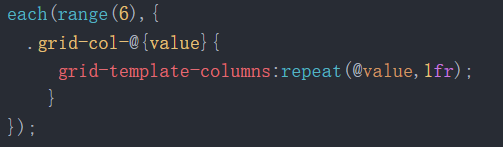 each(range(6),{
  .grid-col-@{value}{
     grid-template-columns:repeat(@value,1fr);
    }
});